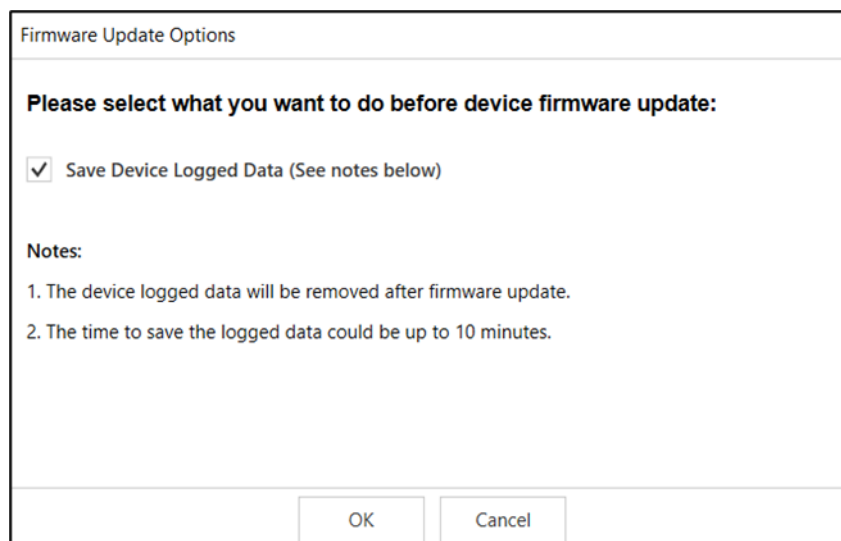 Firmware Update Options
Please select what you want to do before device firmware update:
Save Device Logged Data (See notes below)
Notes:
1. The device logged data will be removed after firmware update.
2. The time to save the logged data could be up to 10 minutes.
OK
Cancel